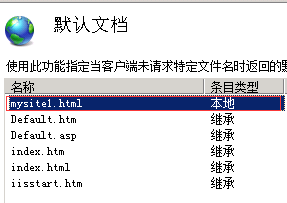 默认文档
使用此功能指定当客户端未请求特定文件名时返回的默
名称 条目类型
mysite1.html 本地
Default.htm 继承
Default.asp 继承
index.htm 继承
index.html 继承
iisstart.htm 继承